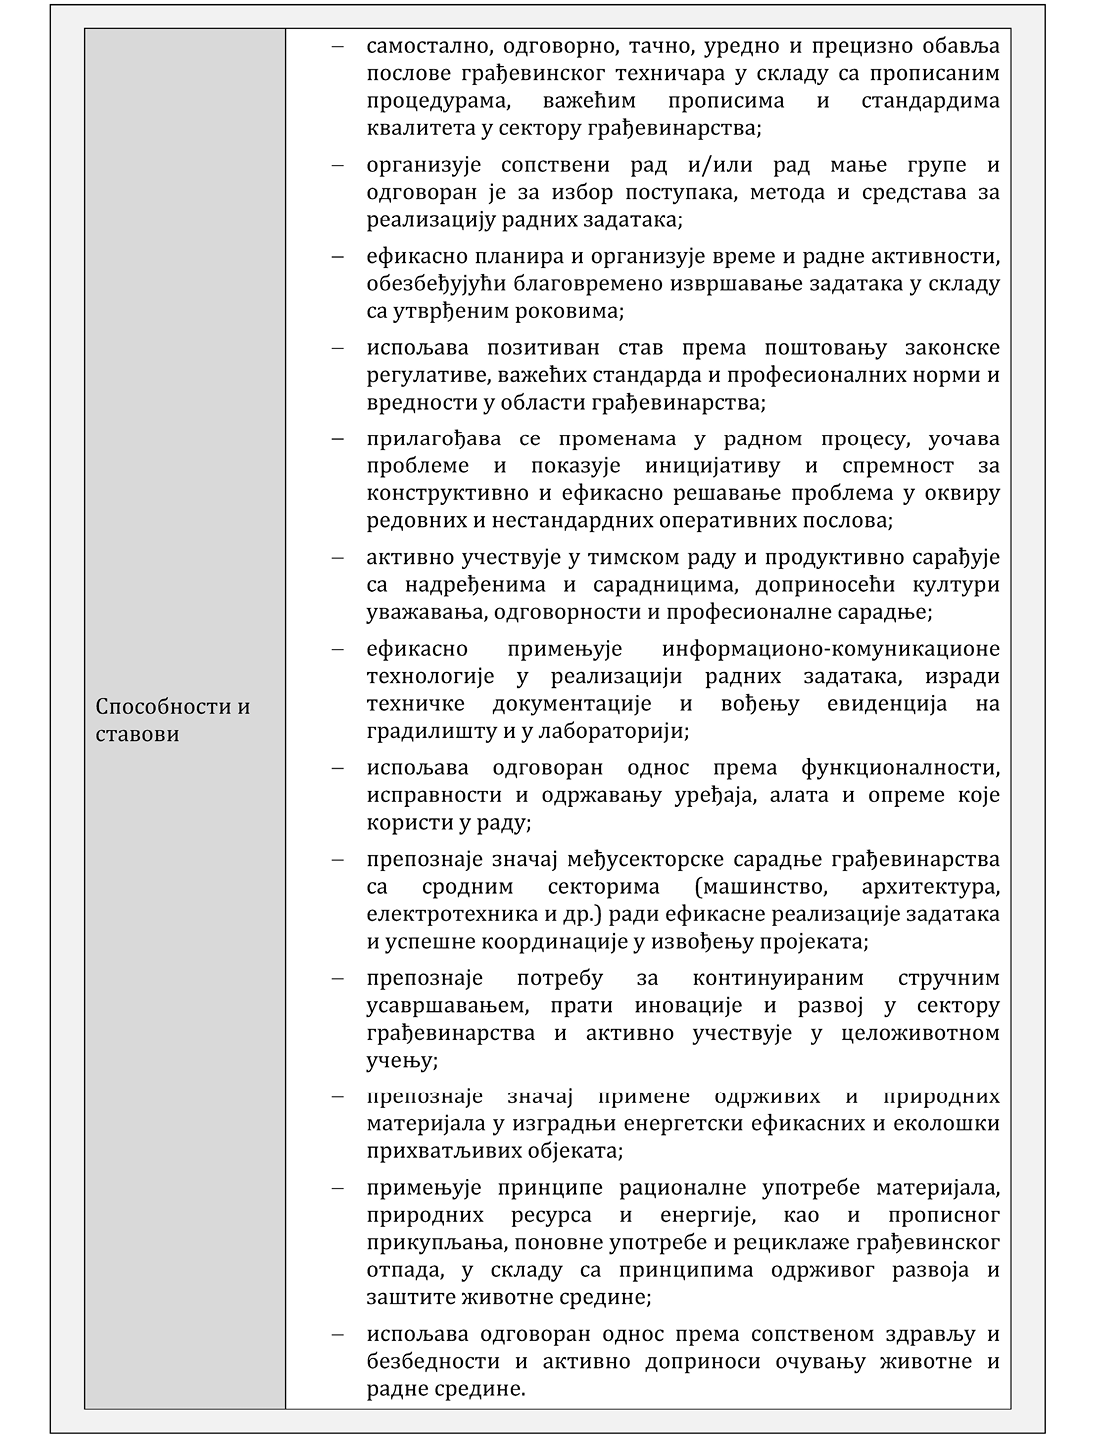 Способности и
ставови
– самостално, одговорно, тачно, уредно и прецизно обавља
послове грађевинског техничара у складу са прописаним
процедурама, важећим прописима и стандардима
квалитета у сектору грађевинарства;
– организује сопствени рад и/или рад мање групе и
одговоран је за избор поступака, метода и средстава за
реализацију радних задатака;
– ефикасно планира и организује време и радне активности,
обезбеђујући благовремено извршавање задатака у складу
са утврђеним роковима;
– испољава позитиван став према поштовању законске
регулативе, важећих стандарда и професионалних норми и
вредности у области грађевинарства;
– прилагођава се променама у радном процесу, уочава
проблеме и показује иницијативу и спремност за
конструктивно и ефикасно решавање проблема у оквиру
редовних и нестандардних оперативних послова;
– активно учествује у тимском раду и продуктивно сарађује
са надређенима и сарадницима, доприносећи култури
уважавања, одговорности и професионалне сарадње;
– ефикасно примењује информационо-комуникационе
технологије у реализацији радних задатака, изради
техничке документације и вођењу евиденција на
градилишту и у лабораторији;
– испољава одговоран однос према функционалности,
исправности и одржавању уређаја, алата и опреме које
користи у раду;
– препознаје значај међусекторске сарадње грађевинарства
са сродним секторима (машинство, архитектура,
електротехника и др.) ради ефикасне реализације задатака
и успешне координације у извођењу пројеката;
– препознаје потребу за континуираним стручним
усавршавањем, прати иновације и развој у сектору
грађевинарства и активно учествује у целоживотном
учењу;
– препознаје значај примене одрживих и природних
материјала у изградњи енергетски ефикасних и еколошки
прихватљивих објеката;
– примењује принципе рационалне употребе материјала,
природних ресурса и енергије, као и прописног
прикупљања, поновне употребе и рециклаже грађевинског
отпада, у складу са принципима одрживог развоја и
заштите животне средине;
– испољава одговоран однос према сопственом здрављу и
безбедности и активно доприноси очувању животне и
радне средине.